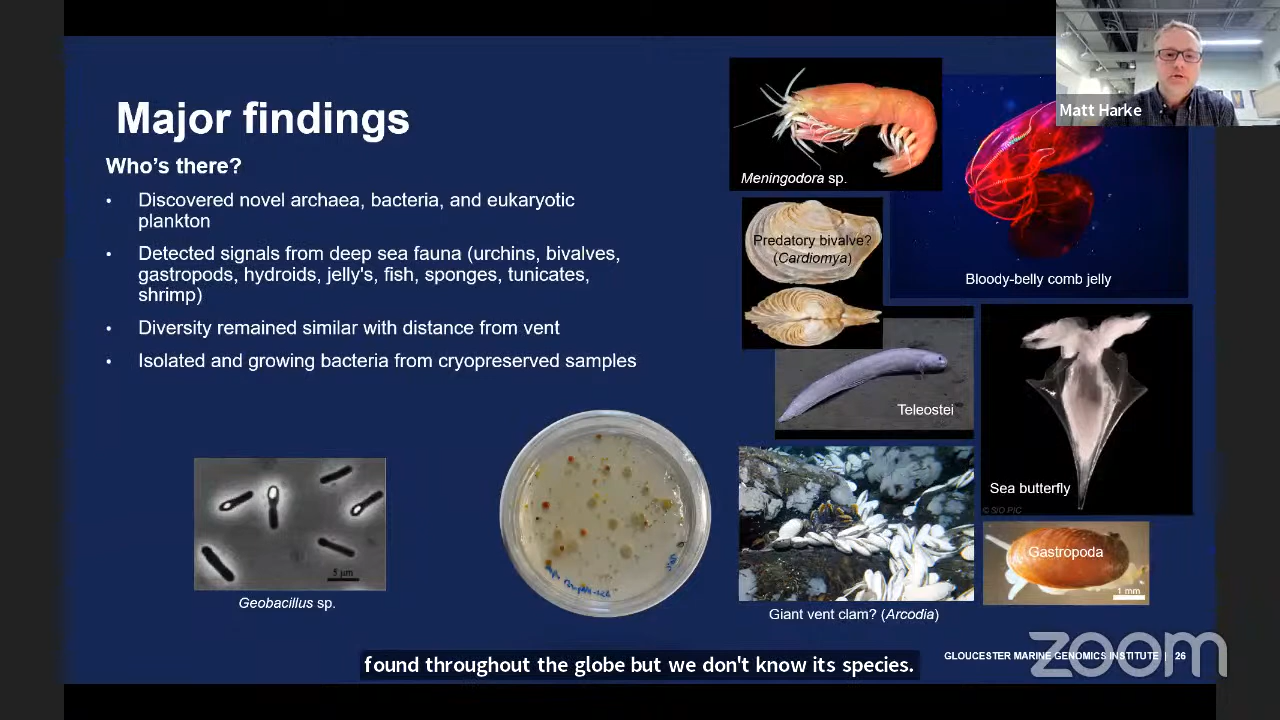 Major findings
Who's there?
• Discovered novel archaea, bacteria, and eukaryotic
plankton
• Detected signals from deep sea fauna (urchins, bivalves,
gastropods, hydroids, jelly's, fish, sponges, tunicates,
shrimp)
• Diversity remained similar with distance from vent
• Isolated and growing bacteria from cryopreserved samples
5 µm
Geobacillus sp.
Meningodora sp.
Matt Harke
Predatory bivalve?
(Cardiomya)
Bloody-belly comb jelly
Teleostei
Sea butterfly
© SIO PIC
Gastropoda
1 mm
Giant vent clam? (Arcodia)
found throughout the globe but we don't know its species.
GLOUCESTER MARINE GENOMICS INSTITUTE | 26
zoom